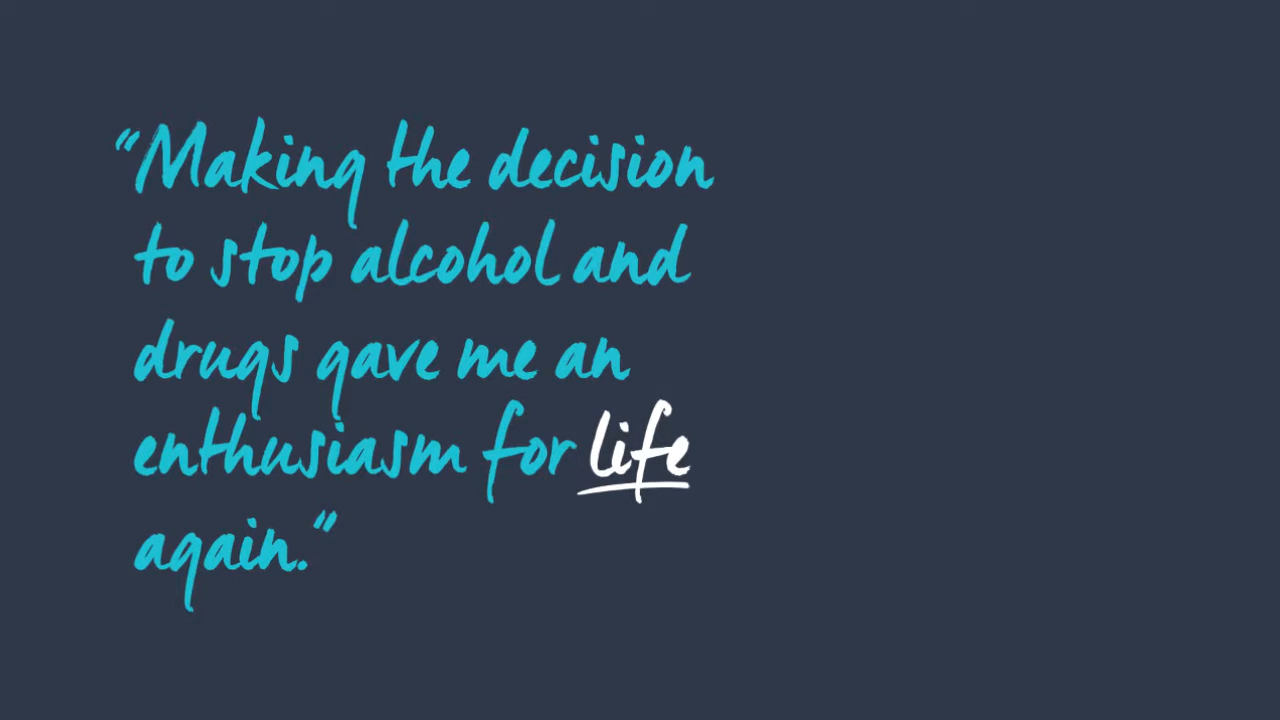 “Making the decision
to stop alcohol and
drugs gave me an
enthusiasm for life
again.”